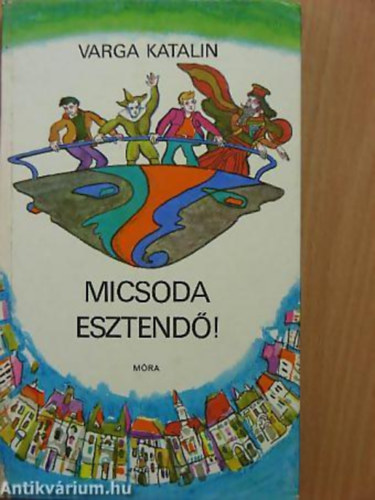 VARGA KATALIN
MICSODA
ESZTENDŐ!
MÓRA
Antikvárium.hu